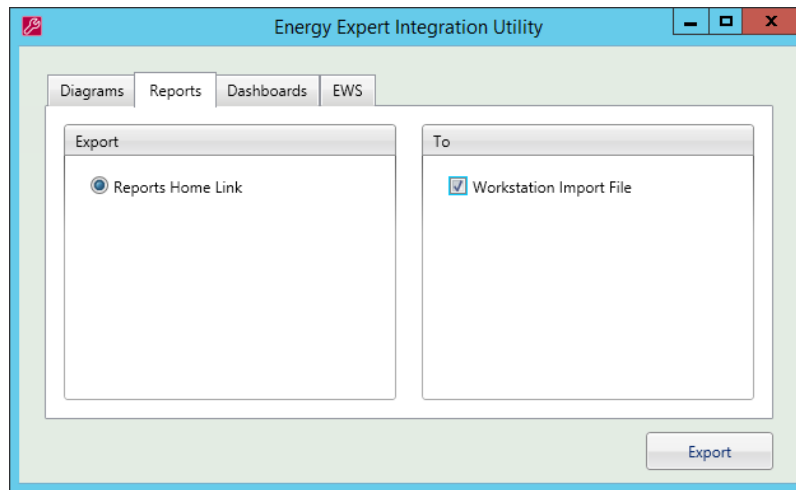 Energy Expert Integration Utility
Diagrams Reports Dashboards EWS
Export To
Reports Home Link Workstation Import File
Export